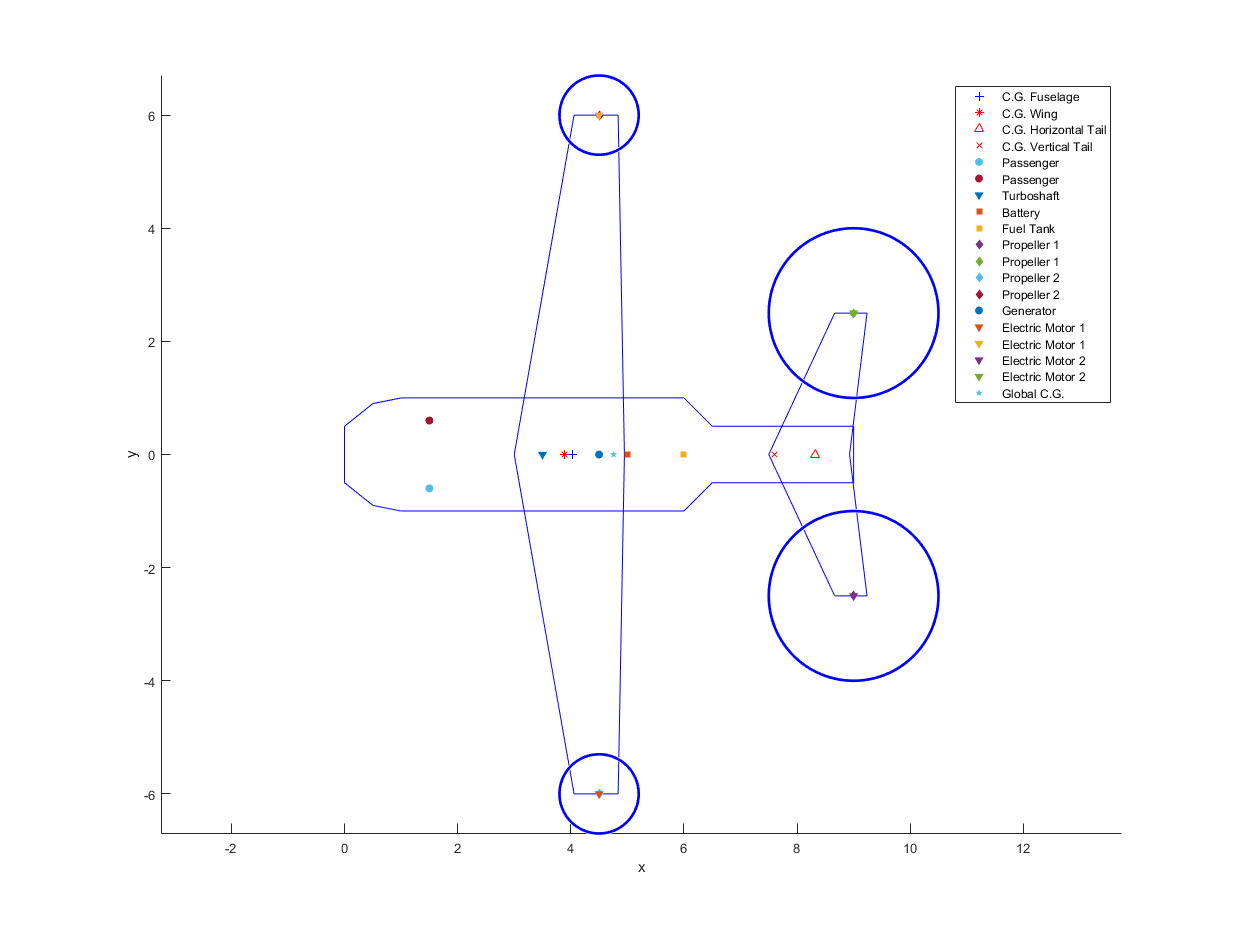 C.G. Fuselage
C.G. Wing
C.G. Horizontal Tail
C.G. Vertical Tail
Passenger
Passenger
Turboshaft
Battery
Fuel Tank
Propeller 1
Propeller 1
Propeller 2
Propeller 2
Generator
Electric Motor 1
Electric Motor 1
Electric Motor 2
Electric Motor 2
Global C.G.
6
4
2
0
-2
-4
-6
y
-2 0 2 4 6 8 10 12
x